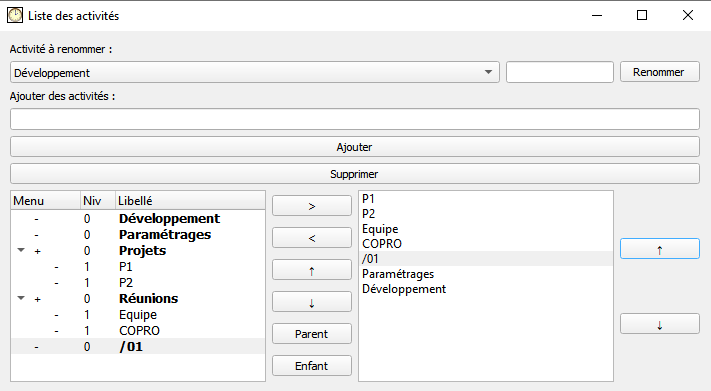 Liste des activités
Activité à renommer :
Développement
Renommer
Ajouter des activités :
Ajouter
Supprimer
Menu Niv Libellé
- 0 Développement
- 0 Paramétrages
+ 0 Projets
- 1 P1
- 1 P2
+ 0 Réunions
- 1 Equipe
- 1 COPRO
- 0 /01
>
<
↑
↓
Parent
Enfant
P1
P2
Equipe
COPRO
/01
Paramétrages
Développement
↑
↓